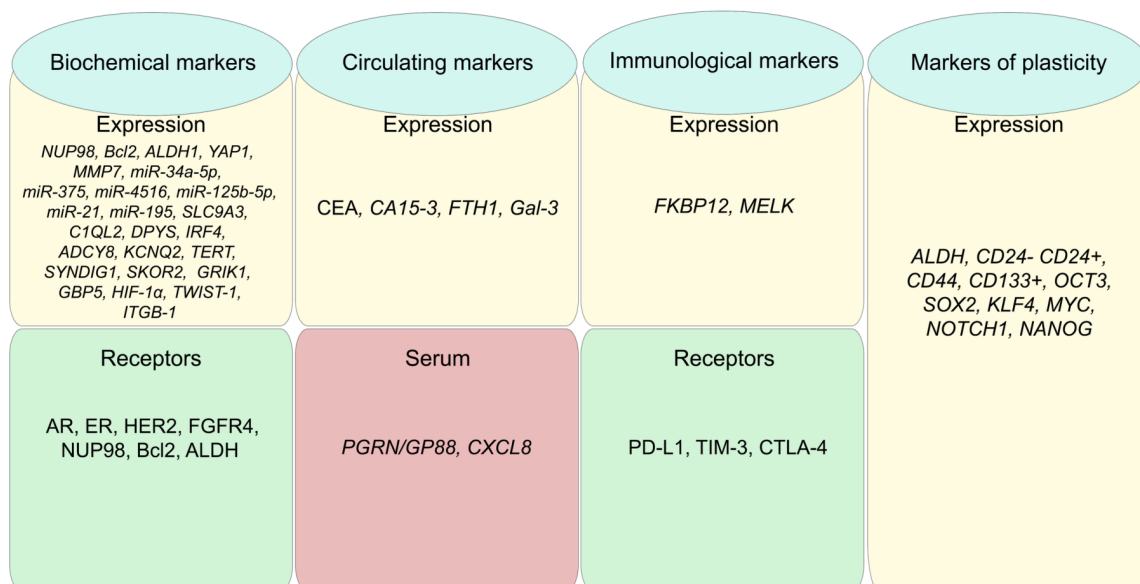 Biochemical markers
Expression
NUP98, Bcl2, ALDH1, YAP1,
MMP7, miR-34a-5p,
miR-375, miR-4516, miR-125b-5p,
miR-21, miR-195, SLC9A3,
C1QL2, DPYS, IRF4,
ADCY8, KCNQ2, TERT,
SYNDIG1, SKOR2, GRIK1,
GBP5, HIF-1α, TWIST-1,
ITGB-1
Receptors
AR, ER, HER2, FGFR4,
NUP98, Bcl2, ALDH
Circulating markers
Expression
CEA, CA15-3, FTH1, Gal-3
Serum
PGRN/GP88, CXCL8
Immunological markers
Expression
FKBP12, MELK
Receptors
PD-L1, TIM-3, CTLA-4
Markers of plasticity
Expression
ALDH, CD24- CD24+,
CD44, CD133+, OCT3,
SOX2, KLF4, MYC,
NOTCH1, NANOG